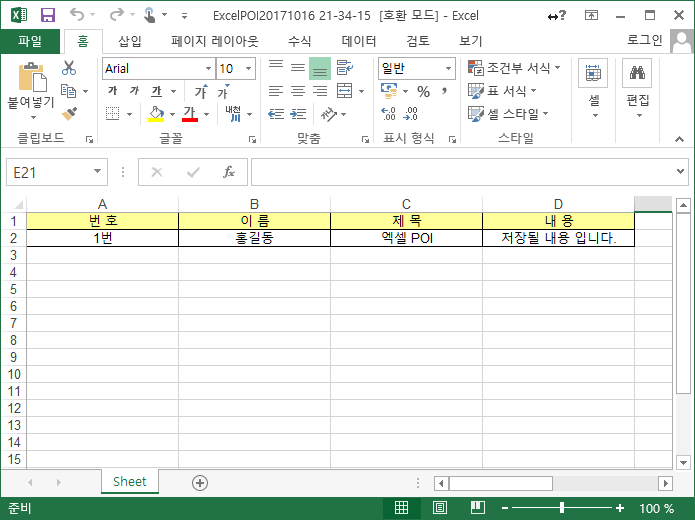 ExcelPOI20171016 21-34-15 [호환 모드] - Excel
파일 홈 삽입 페이지 레이아웃 수식 데이터 검토 보기 로그인
Arial 10 일반 조건부 서식
붙여넣기 가 가 가 가 가 내천 % , 표 서식 셀 편집
가 .00 .0 셀 스타일
클립보드 글꼴 맞춤 표시 형식 스타일
E21 fx
A B C D
1 번 호 이 름 제 목 내 용
2 1번 홍길동 엑셀 POI 저장될 내용 입니다.
3
4
5
6
7
8
9
10
11
12
13
14
15
Sheet
준비 100 %